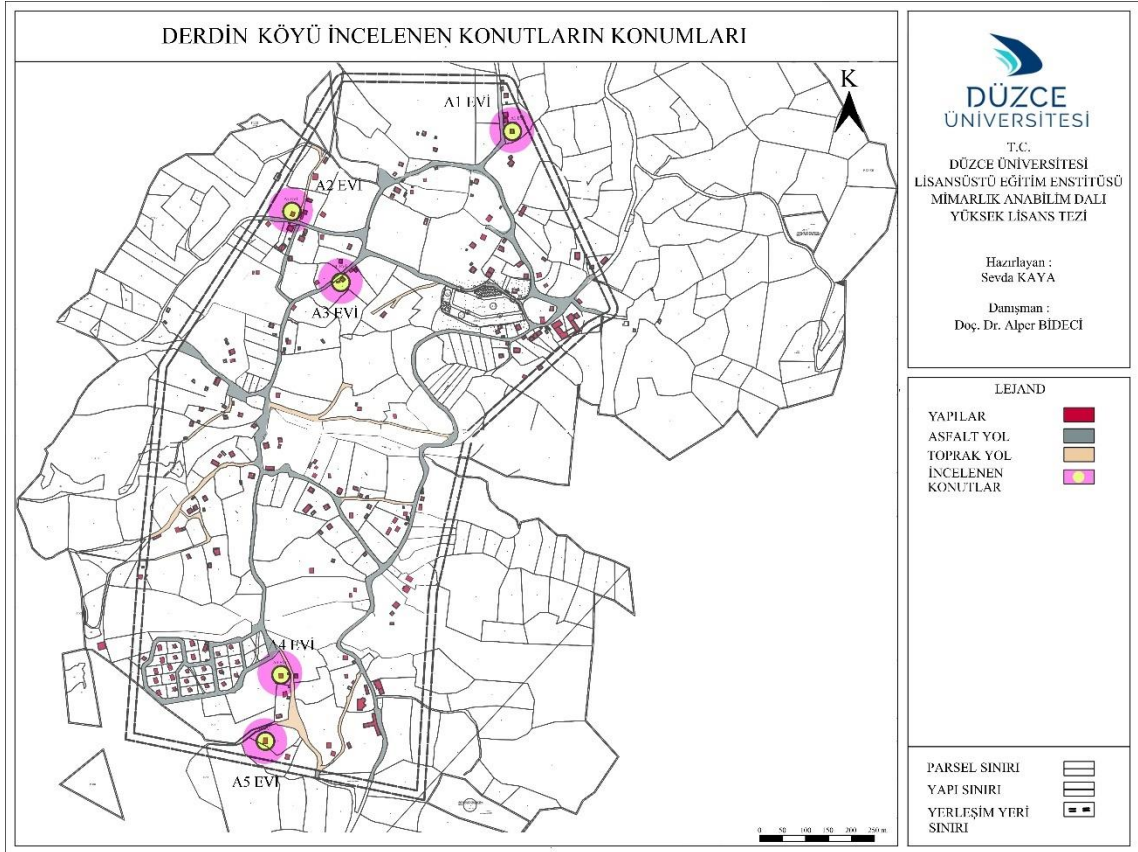 DERDİN KÖYÜ İNCELENEN KONUTLARIN KONUMLARI
K
A1 EVİ
A2 EVİ
A3 EVİ
A4 EVİ
A5 EVİ
0 50 100 150 200 250 m.
DÜZCE
ÜNİVERSİTESİ
T.C.
DÜZCE ÜNİVERSİTESİ
LİSANSÜSTÜ EĞİTİM ENSTİTÜSÜ
MİMARLIK ANABİLİM DALI
YÜKSEK LİSANS TEZİ
Hazırlayan :
Sevda KAYA
Danışman :
Doç. Dr. Alper BİDECİ
LEJAND
YAPILAR
ASFALT YOL
TOPRAK YOL
İNCELENEN
KONUTLAR
PARSEL SINIRI
YAPI SINIRI
YERLEŞİM YERİ
SINIRI